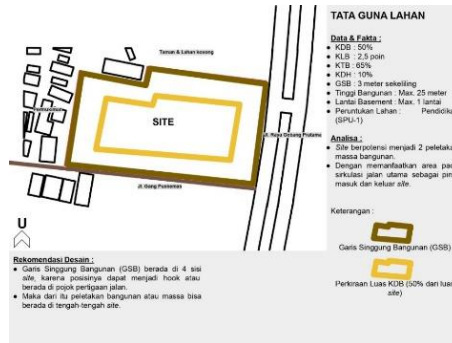 TATA GUNA LAHAN
Data & Fakta :
• KDB : 50%
• KLB : 2,5 poin
• KTB : 65%
• KDH : 10%
• GSB : 3 meter sekeliling
• Tinggi Bangunan : Max. 25 meter
• Lantai Basement : Max. 1 lantai
• Peruntukan Lahan : Pendidika
(SPU-1)
Analisa :
• Site berpotensi menjadi 2 peletaka
massa bangunan.
• Dengan memanfaatkan area pad
sirkulasi jalan utama sebagai pin
masuk dan keluar site.
Keterangan :
Garis Singgung Bangunan (GSB)
Perkiraan Luas KDB (50% dari luas
site)
Taman & Lahan kosong
SITE
Jl. Gang Puskesmas
U
Rekomendasi Desain :
• Garis Singgung Bangunan (GSB) berada di 4 sisi
site, karena posisinya dapat menjadi hook atau
berada di pojok pertigaan jalan.
• Maka dari itu peletakan bangunan atau massa bisa
berada di tengah-tengah site.